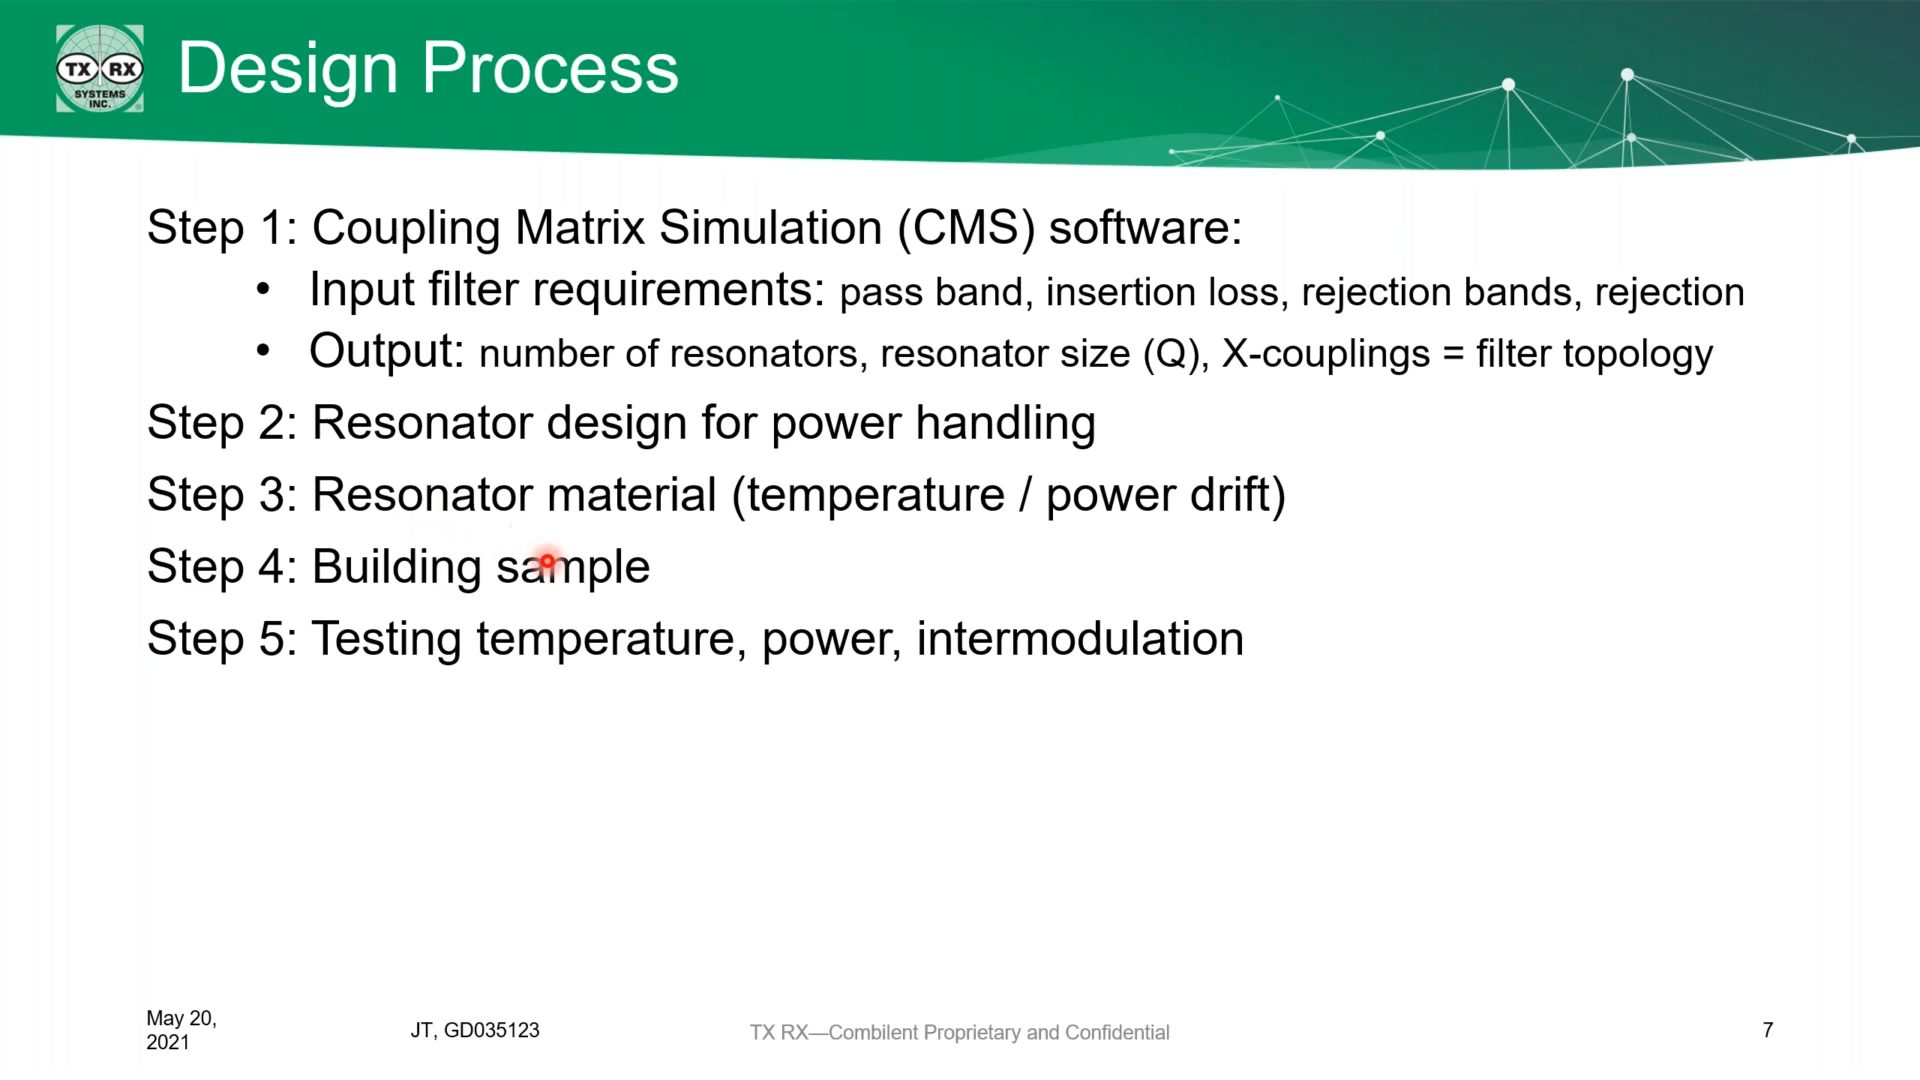 TX RX
SYSTEMS
INC.
Design Process
Step 1: Coupling Matrix Simulation (CMS) software:
• Input filter requirements: pass band, insertion loss, rejection bands, rejection
• Output: number of resonators, resonator size (Q), X-couplings = filter topology
Step 2: Resonator design for power handling
Step 3: Resonator material (temperature / power drift)
Step 4: Building sample
Step 5: Testing temperature, power, intermodulation
May 20,
2021
JT, GD035123
TX RX—Combilent Proprietary and Confidential
7